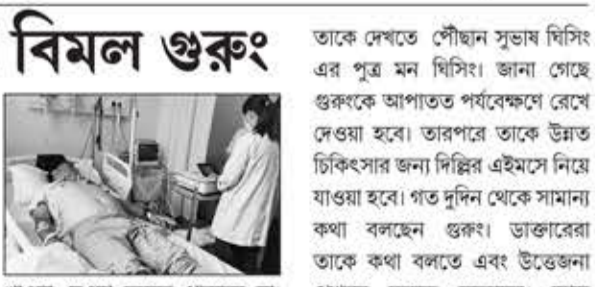 বিমল গুরুং
তাকে দেখতে পৌঁছান সুভাষ ঘিসিং
এর পুত্র মন ঘিসিং। জানা গেছে
গুরুংকে আপাতত পর্যবেক্ষণে রেখে
দেওয়া হবে। তারপরে তাকে উন্নত
চিকিৎসার জন্য দিল্লির এইমসে নিয়ে
যাওয়া হবে। গত দুদিন থেকে সামান্য
কথা বলছেন গুরুং। ডাক্তারেরা
তাকে কথা বলতে এবং উত্তেজনা